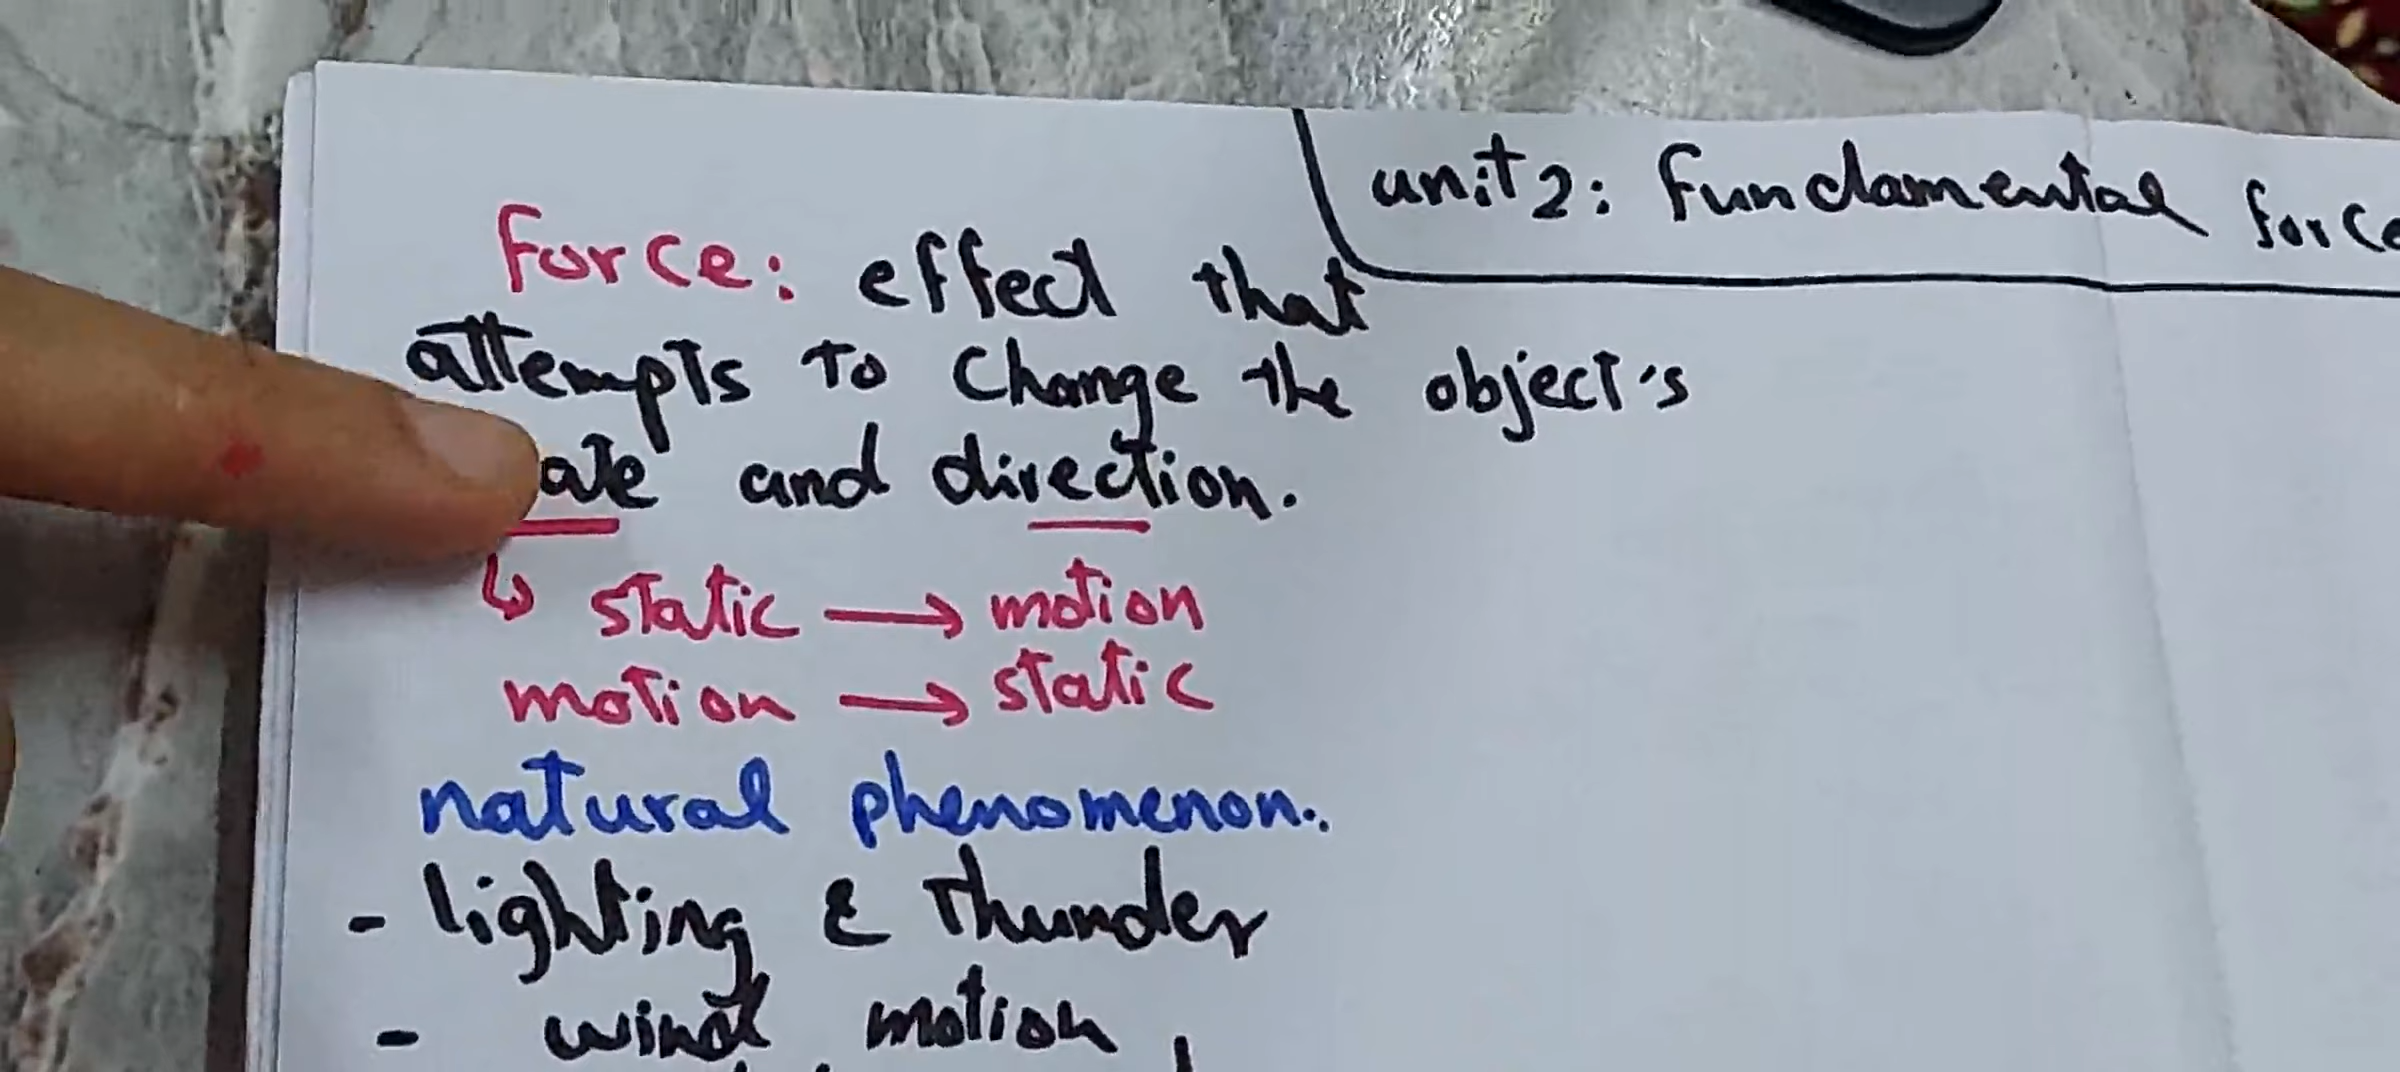 unit 2: Fundamental
Force: effect that
attempts to change the object's
and direction.
↳ static → motion
motion → static
natural phenomenon.
- lighting & thunder
- wind motion